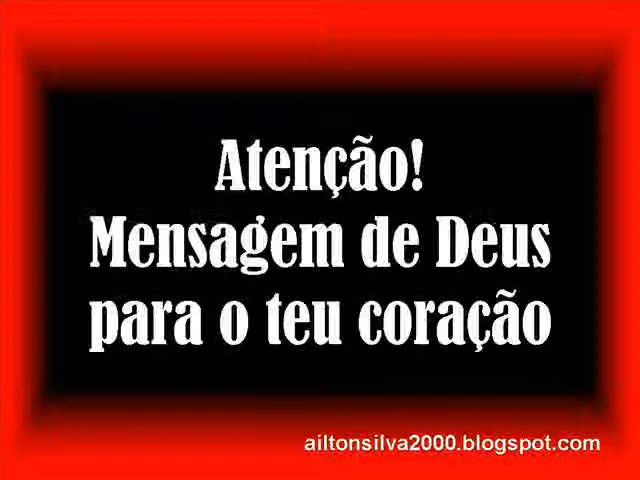 Atenção!
Mensagem de Deus
para o teu coração
ailtonsilva2000.blogspot.com